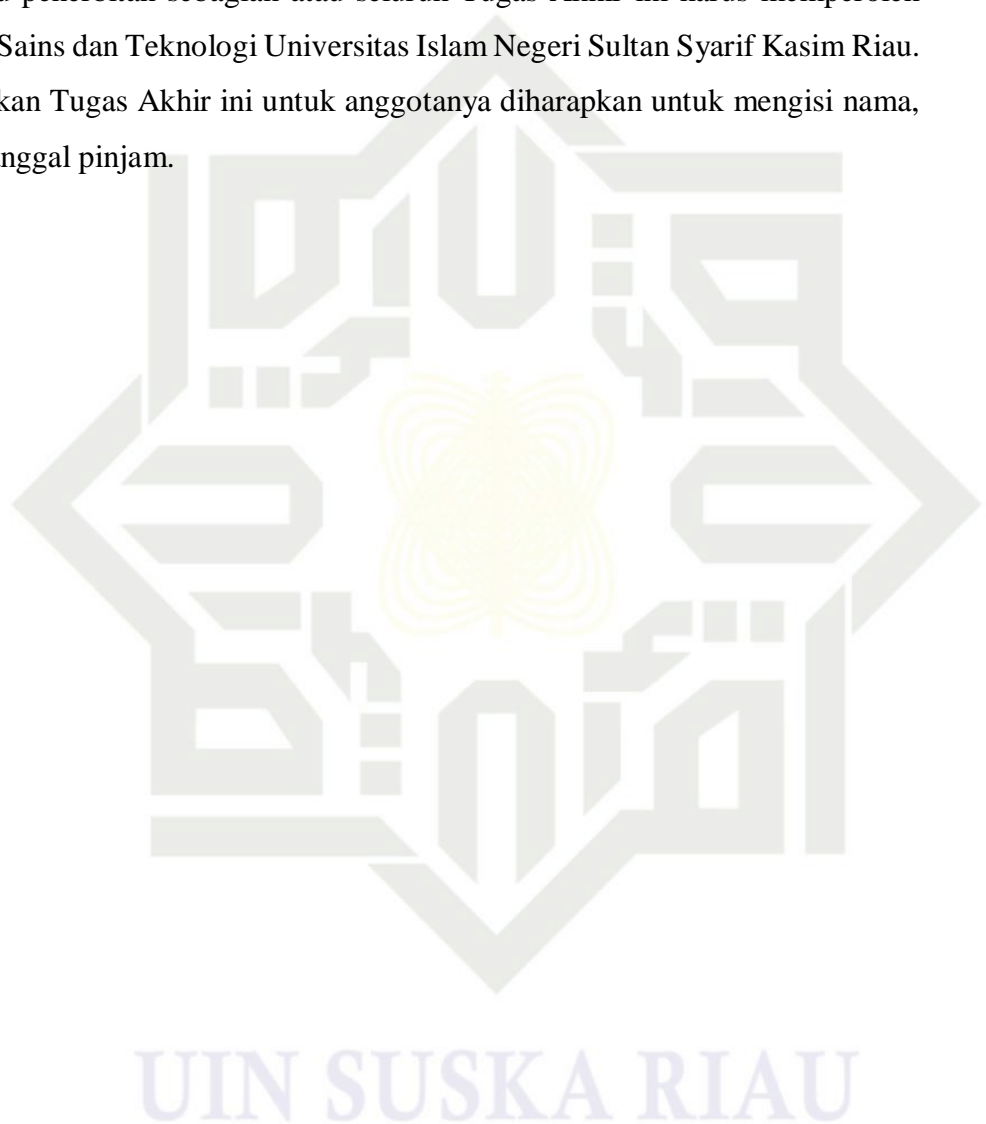 penerbitan sebagian atau seluruh Tugas Akhir ini harus memperoleh
Sains dan Teknologi Universitas Islam Negeri Sultan Syarif Kasim Riau.
kan Tugas Akhir ini untuk anggotanya diharapkan untuk mengisi nama,
nggal pinjam.
UIN SUSKA RIAU